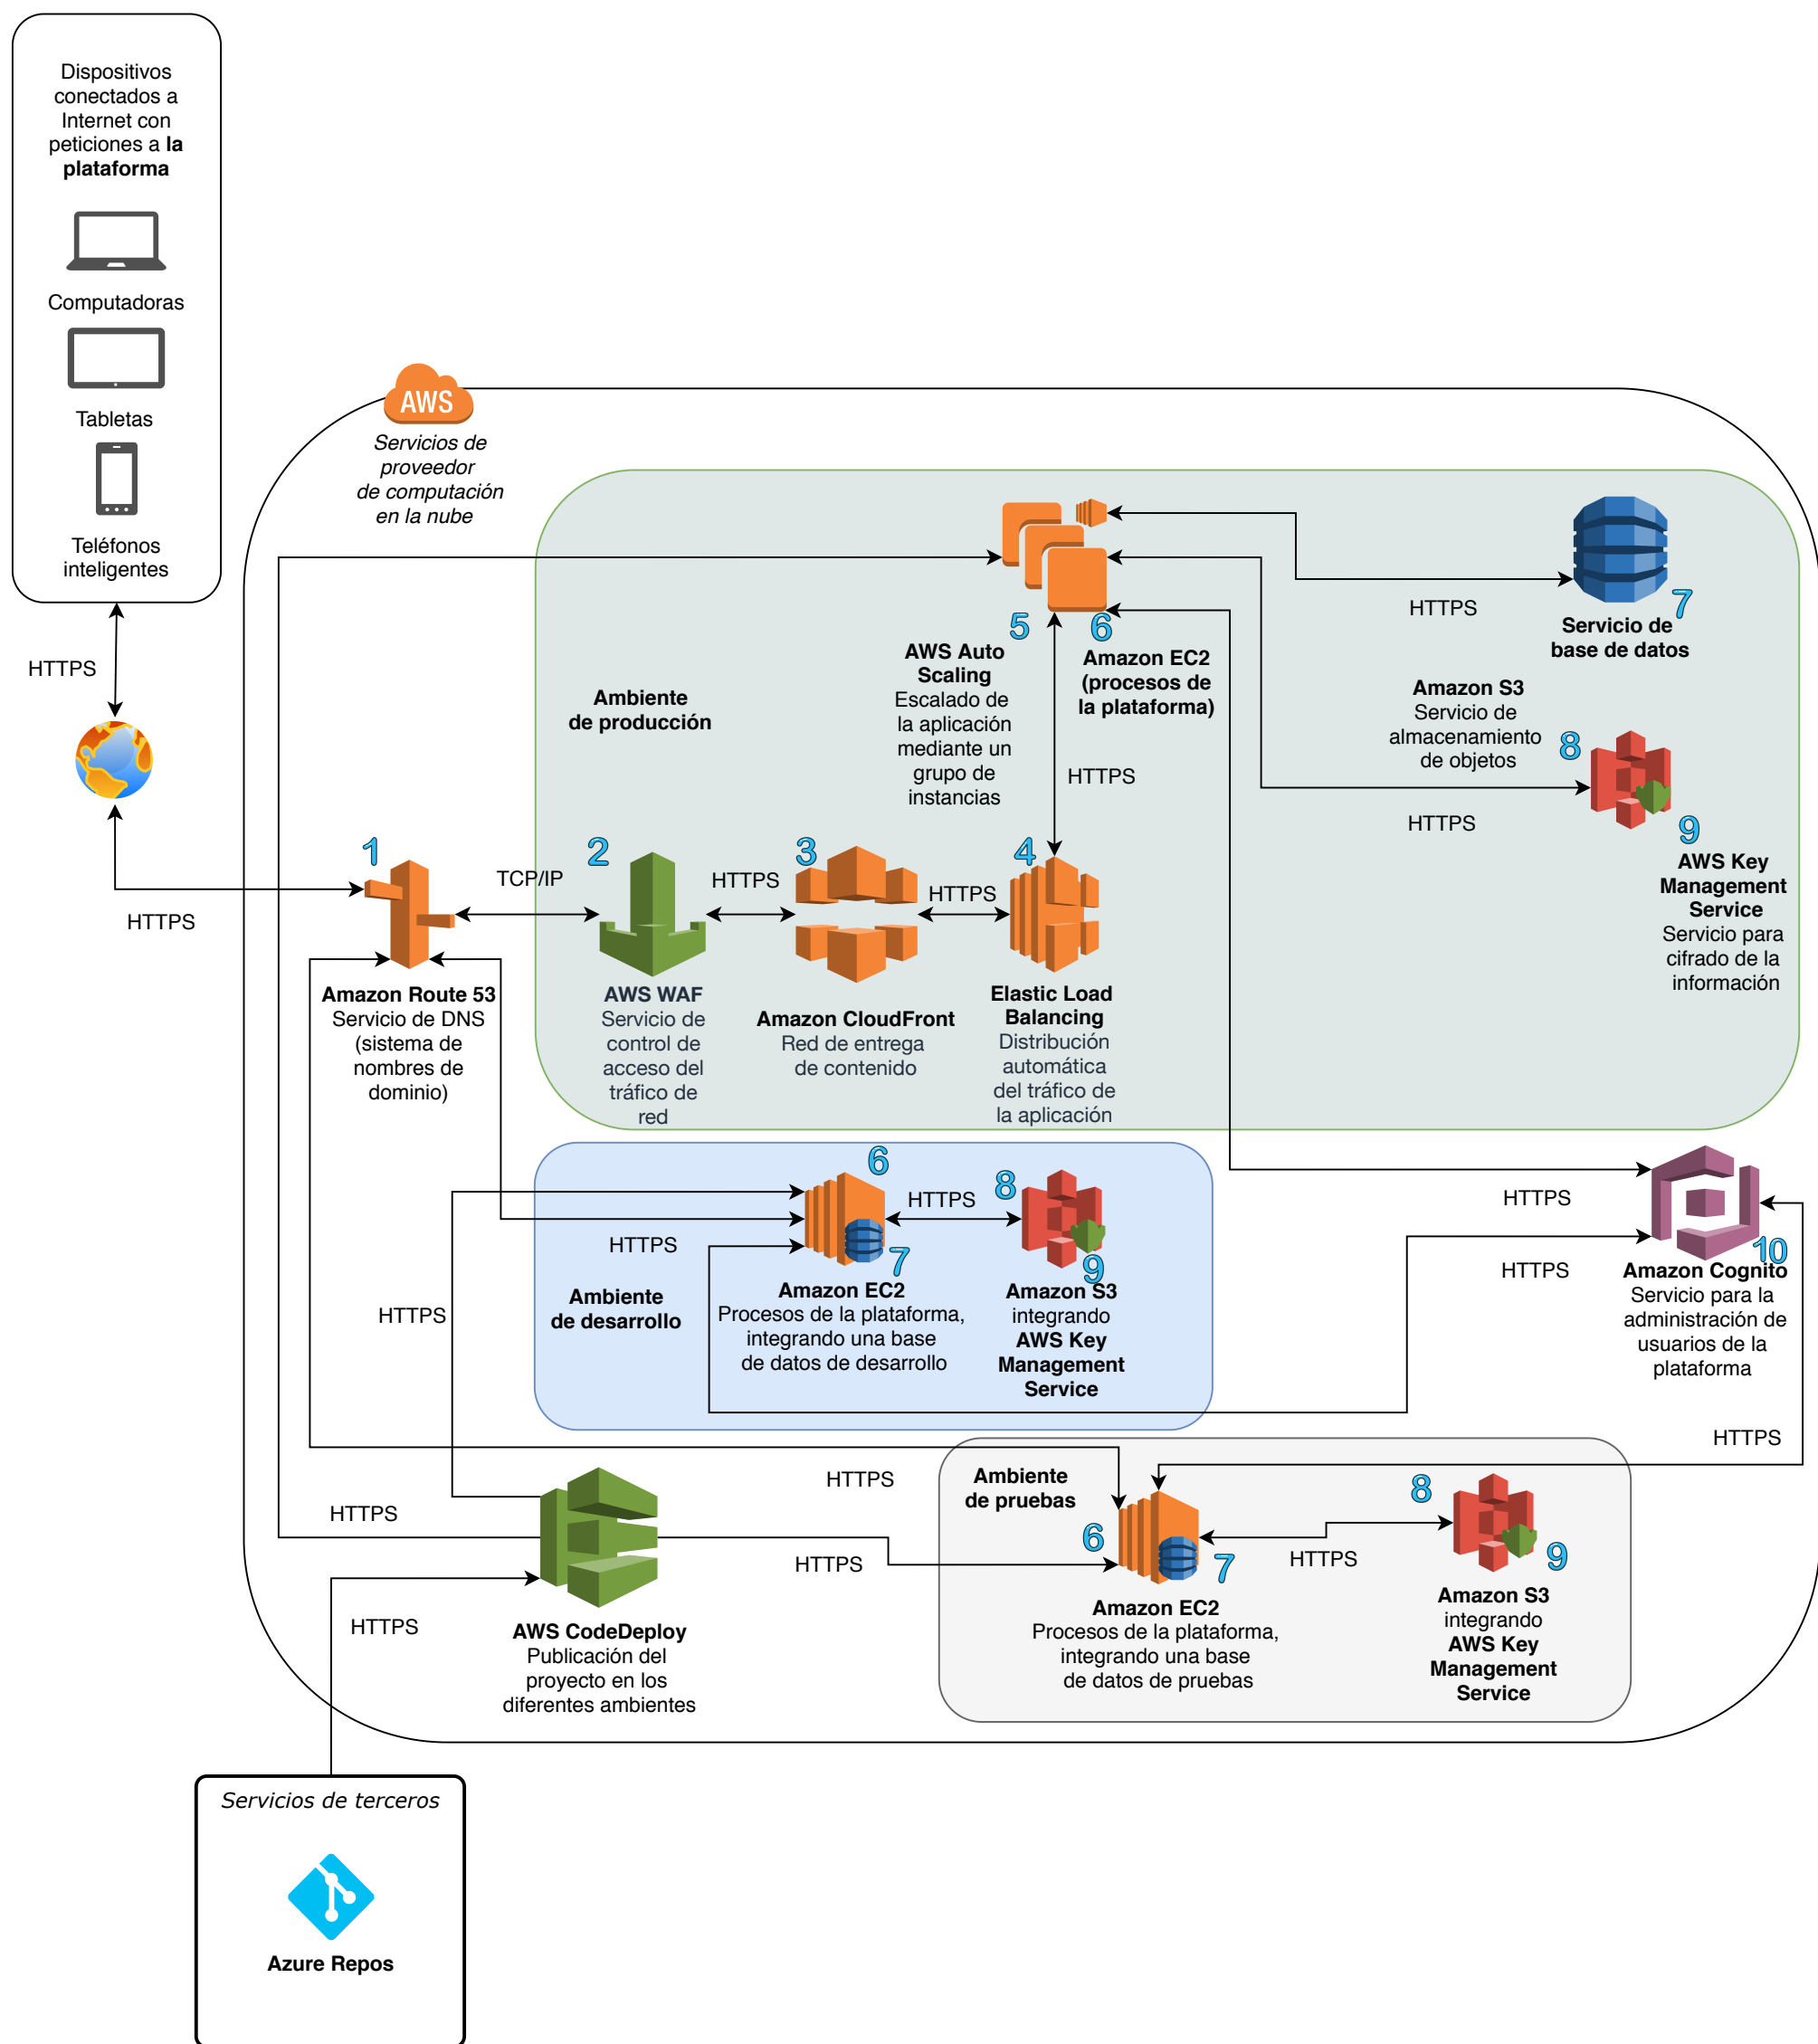 Dispositivos
conectados a
Internet con
peticiones a la
plataforma
Computadoras
Tabletas
Teléfonos
inteligentes
HTTPS
HTTPS
AWS
Servicios de
proveedor
de computación
en la nube
Ambiente
de producción
5
AWS Auto
Scaling
Escalado de
la aplicación
mediante un
grupo de
instancias
6
Amazon EC2
(procesos de
la plataforma)
HTTPS
HTTPS
7
Servicio de
base de datos
Amazon S3
Servicio de
almacenamiento
de objetos
8
HTTPS
9
AWS Key
Management
Service
Servicio para
cifrado de la
información
1
Amazon Route 53
Servicio de DNS
(sistema de
nombres de
dominio)
TCP/IP
2
AWS WAF
Servicio de
control de
acceso del
tráfico de
red
HTTPS
3
Amazon CloudFront
Red de entrega
de contenido
HTTPS
4
Elastic Load
Balancing
Distribución
automática
del tráfico de
la aplicación
Ambiente
de desarrollo
HTTPS
HTTPS
6
7
Amazon EC2
Procesos de la plataforma,
integrando una base
de datos de desarrollo
HTTPS
8
9
Amazon S3
integrando
AWS Key
Management
Service
HTTPS
HTTPS
10
Amazon Cognito
Servicio para la
administración de
usuarios de la
plataforma
HTTPS
Ambiente
de pruebas
HTTPS
HTTPS
HTTPS
6
7
Amazon EC2
Procesos de la plataforma,
integrando una base
de datos de pruebas
HTTPS
8
9
Amazon S3
integrando
AWS Key
Management
Service
HTTPS
AWS CodeDeploy
Publicación del
proyecto en los
diferentes ambientes
Servicios de terceros
Azure Repos